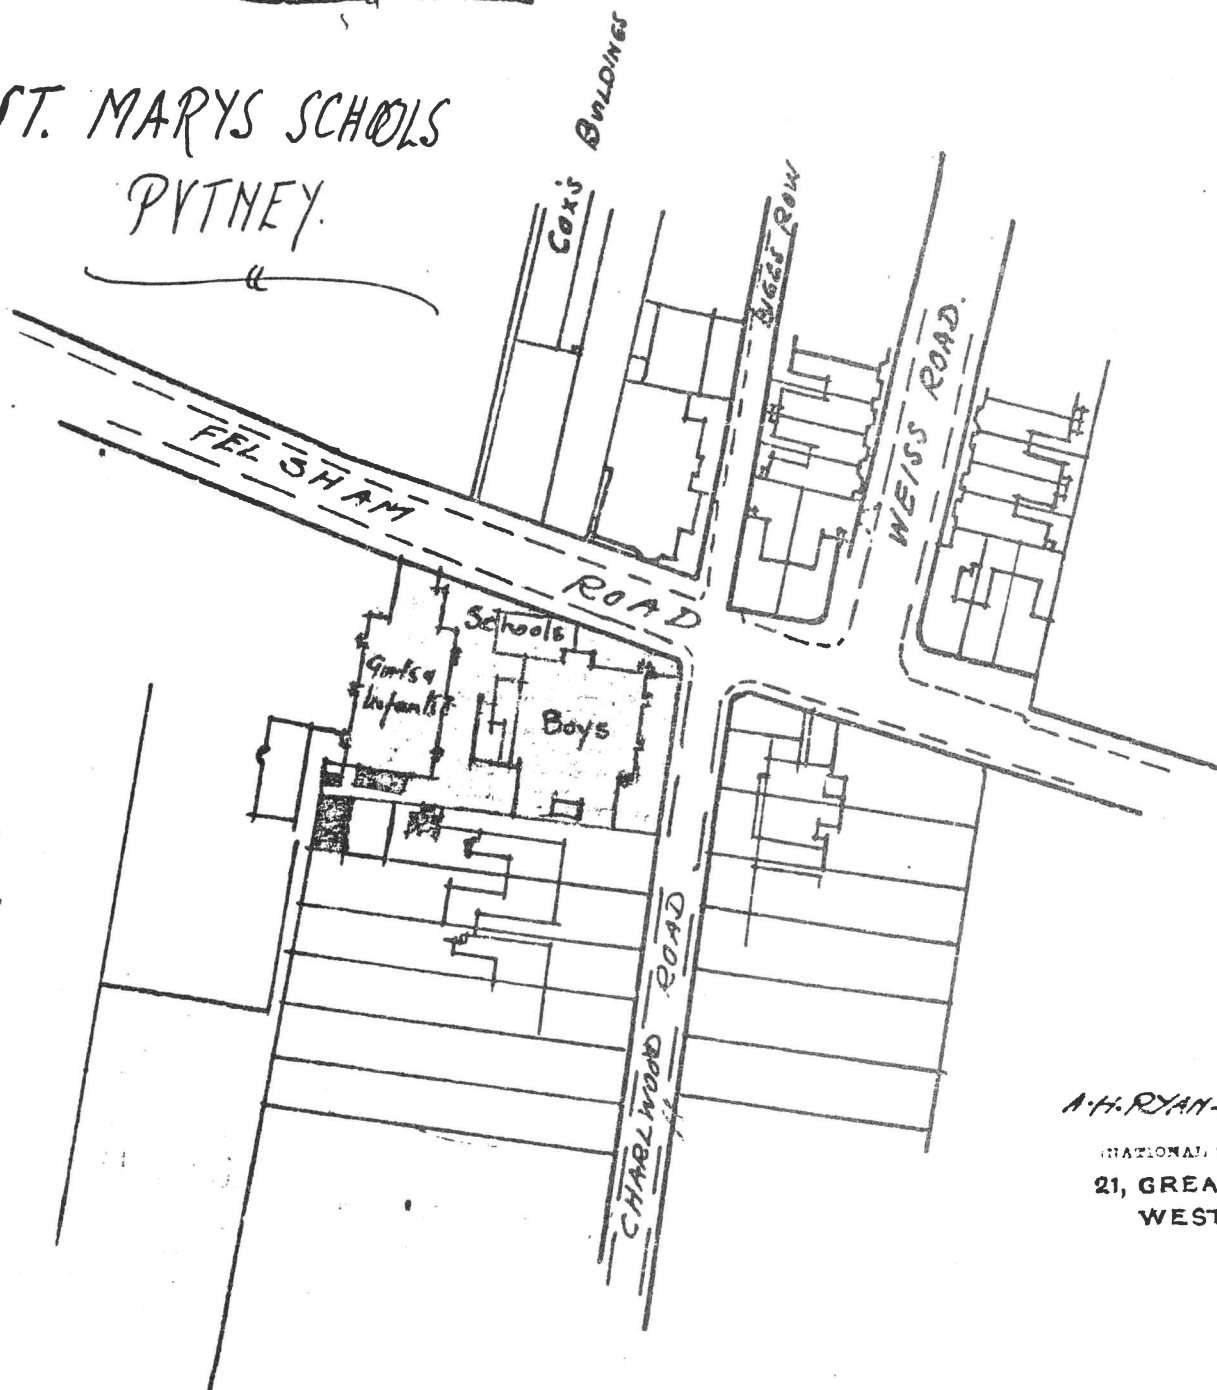 ST. MARYS SCHOOLS
PVTNEY.
COX'S BUILDINGS
BIGGS ROW
WEISS ROAD.
FELSHAM ROAD
Schools
Girls &
Infants
Boys
CHARLWOOD ROAD
A.H. RYAN-
NATIONAL
21, GREA
WEST